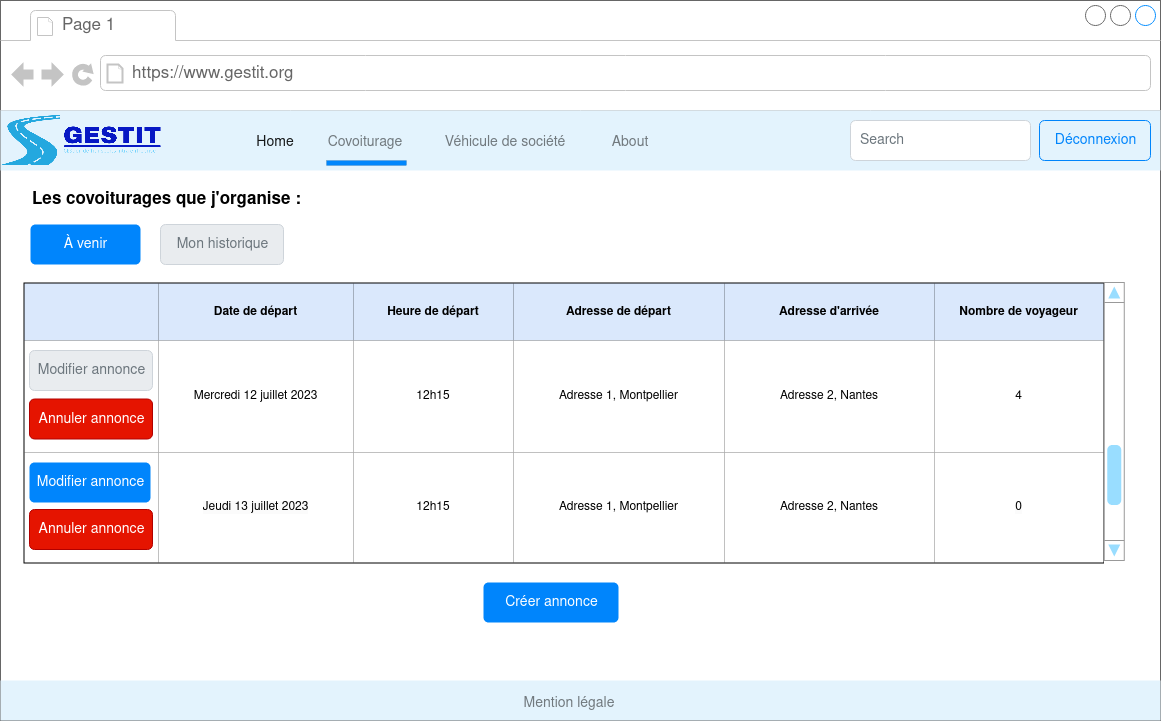 Page 1
https://www.gestit.org
GESTIT
Home Covoiturage Véhicule de société About Search Déconnexion
Les covoiturages que j'organise :
À venir Mon historique
Date de départ Heure de départ Adresse de départ Adresse d'arrivée Nombre de voyageur
Modifier annonce
Mercredi 12 juillet 2023 12h15 Adresse 1, Montpellier Adresse 2, Nantes 4
Annuler annonce
Modifier annonce
Jeudi 13 juillet 2023 12h15 Adresse 1, Montpellier Adresse 2, Nantes 0
Annuler annonce
Créer annonce
Mention légale